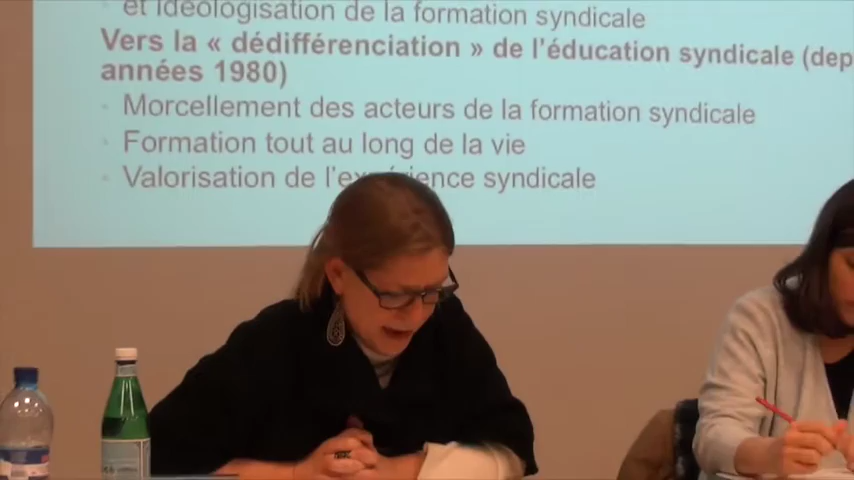 et idéologisation de la formation syndicale
Vers la « dédifférenciation » de l'éducation syndicale (dep
années 1980)
Morcellement des acteurs de la formation syndicale
Formation tout au long de la vie
Valorisation de l'expérience syndicale